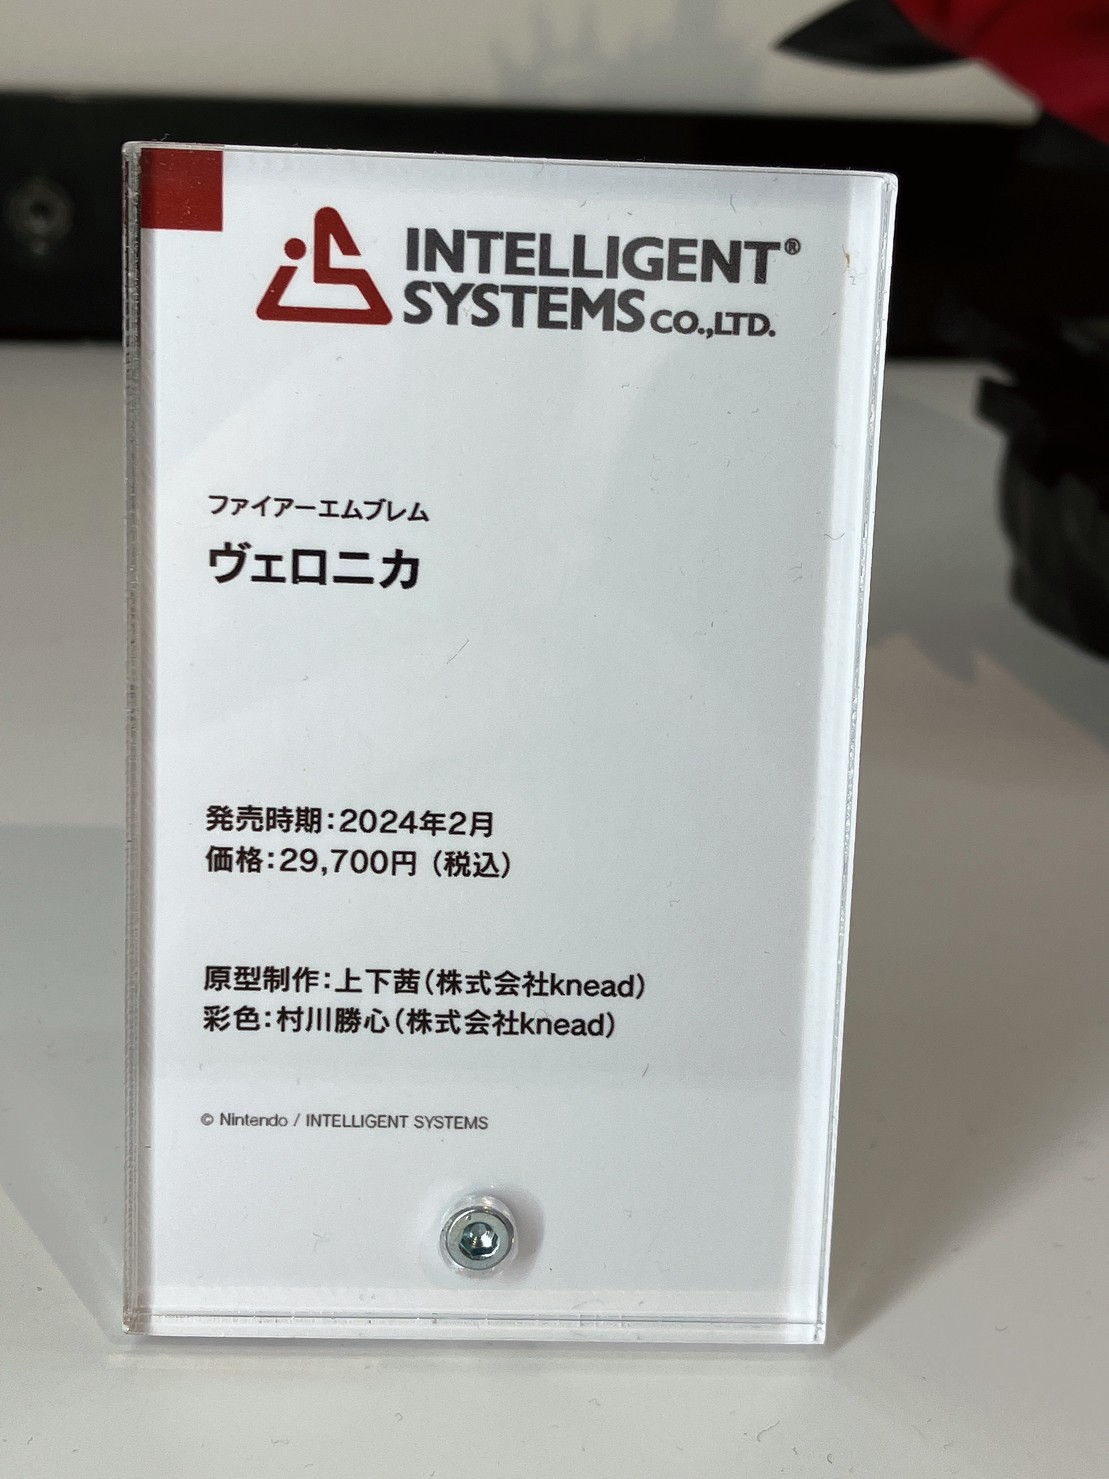 INTELLIGENT®
SYSTEMS CO.,LTD.
ファイアーエムブレム
ヴェロニカ
発売時期：2024年2月
価格：29,700円（税込）
原型制作：上下茜（株式会社knead）
彩色：村川勝心（株式会社knead）
© Nintendo / INTELLIGENT SYSTEMS